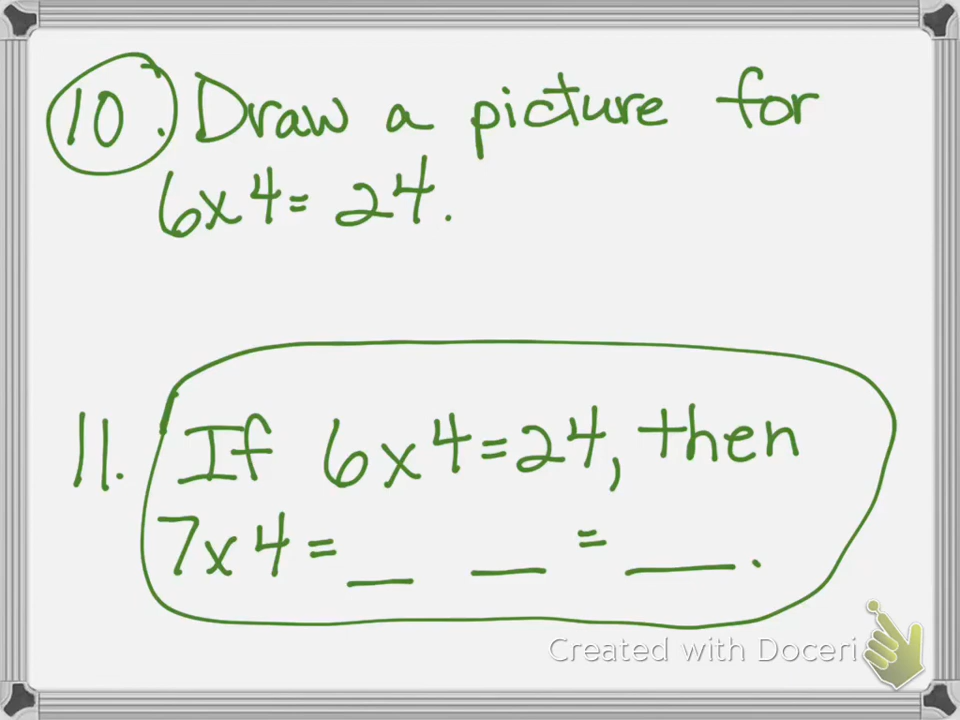 10. Draw a picture for
6x4= 24.
11. If 6x4=24, then
7x4= __ __ = ___.
Created with Doceri